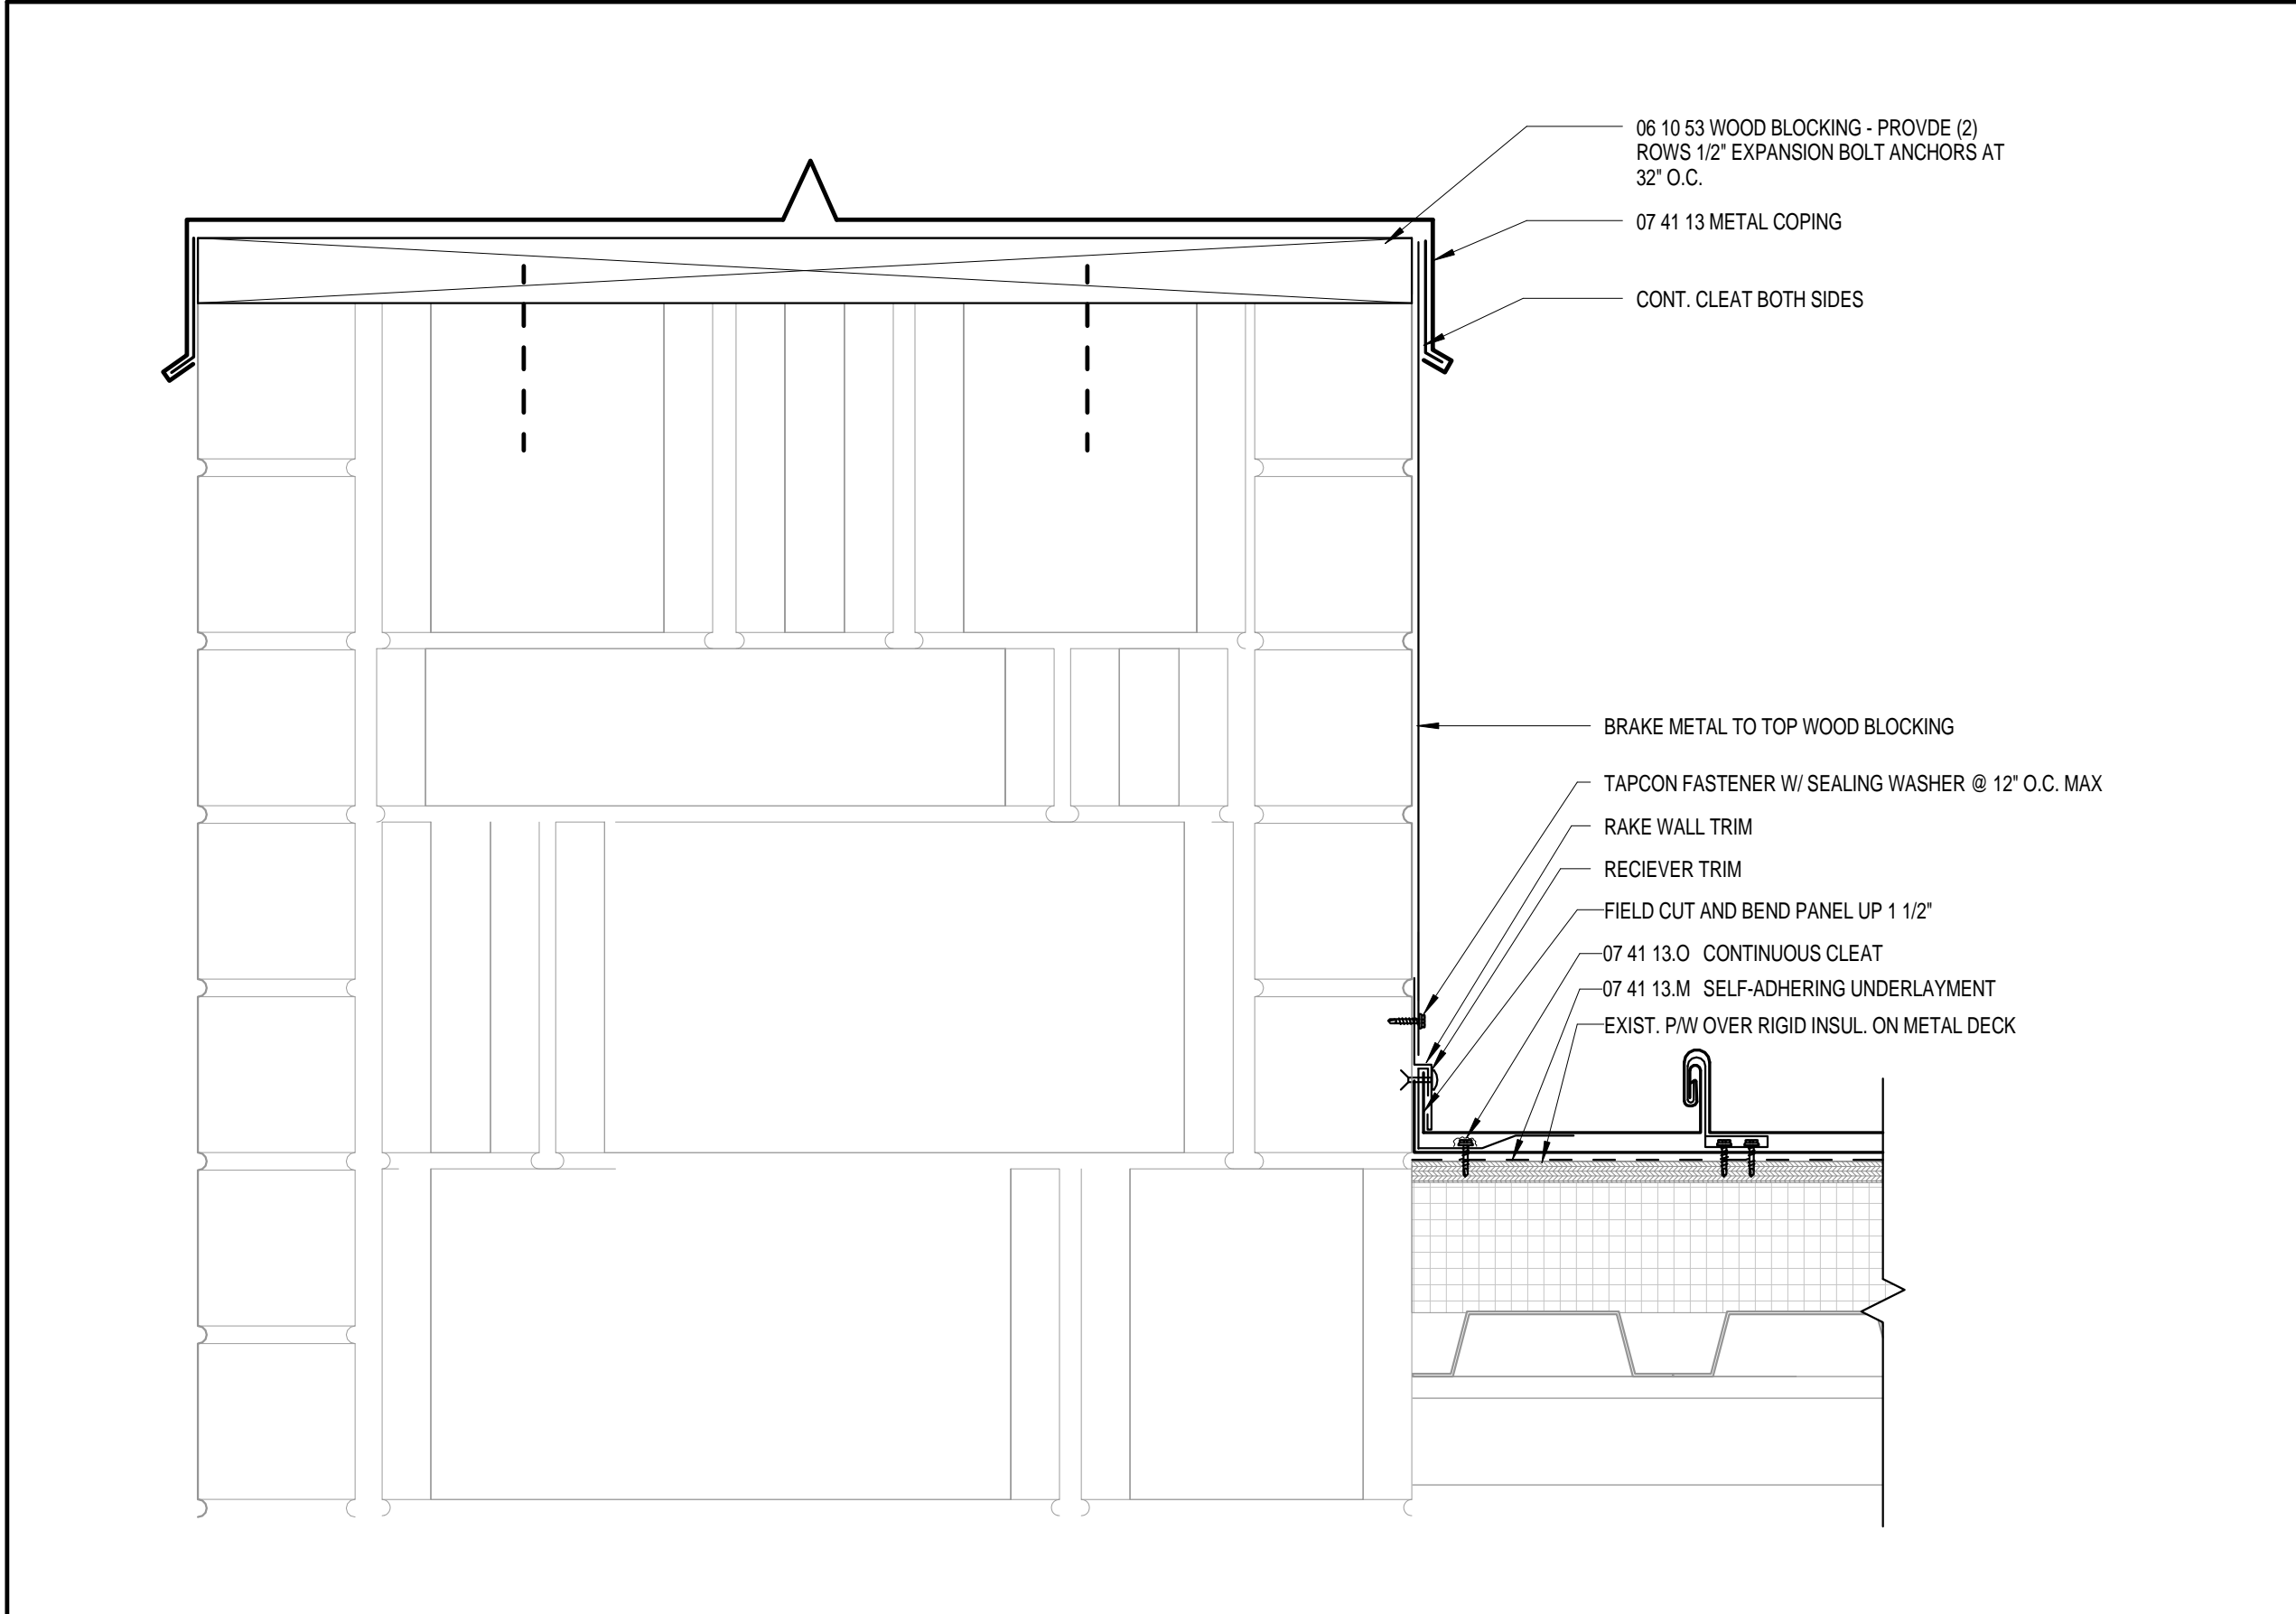 06 10 53 WOOD BLOCKING - PROVDE (2)
ROWS 1/2" EXPANSION BOLT ANCHORS AT
32" O.C.
07 41 13 METAL COPING
CONT. CLEAT BOTH SIDES
BRAKE METAL TO TOP WOOD BLOCKING
TAPCON FASTENER W/ SEALING WASHER @ 12" O.C. MAX
RAKE WALL TRIM
RECIEVER TRIM
FIELD CUT AND BEND PANEL UP 1 1/2"
07 41 13.O CONTINUOUS CLEAT
07 41 13.M SELF-ADHERING UNDERLAYMENT
EXIST. P/W OVER RIGID INSUL. ON METAL DECK